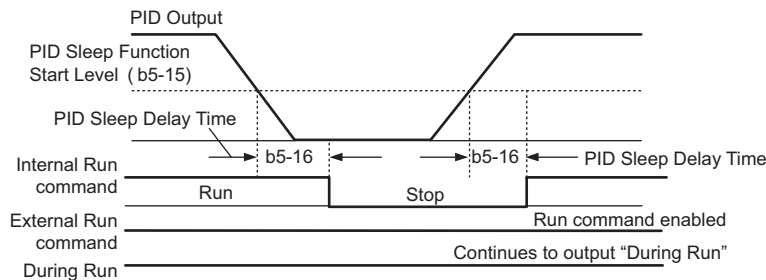 PID Output
PID Sleep Function
Start Level (b5-15)
PID Sleep Delay Time
b5-16
b5-16
PID Sleep Delay Time
Internal Run
command
Run
Stop
External Run
command
Run command enabled
Continues to output “During Run”
During Run